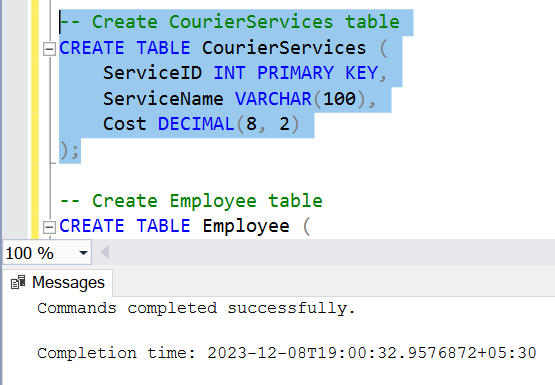 -- Create CourierServices table
CREATE TABLE CourierServices (
    ServiceID INT PRIMARY KEY,
    ServiceName VARCHAR(100),
    Cost DECIMAL(8, 2)
);
-- Create Employee table
CREATE TABLE Employee (
100 %
Messages
Commands completed successfully.
Completion time: 2023-12-08T19:00:32.9576872+05:30